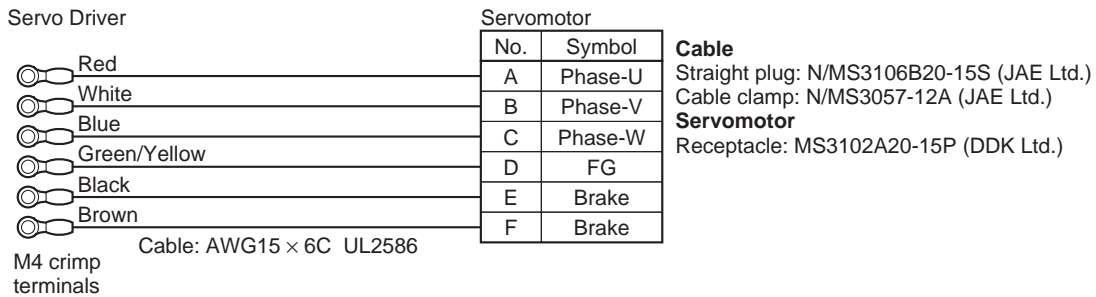 Servo Driver
Servomotor
No. Symbol
Red
A Phase-U
White
B Phase-V
Blue
C Phase-W
Green/Yellow
D FG
Black
E Brake
Brown
F Brake
Cable: AWG15 × 6C UL2586
M4 crimp
terminals
Cable
Straight plug: N/MS3106B20-15S (JAE Ltd.)
Cable clamp: N/MS3057-12A (JAE Ltd.)
Servomotor
Receptacle: MS3102A20-15P (DDK Ltd.)